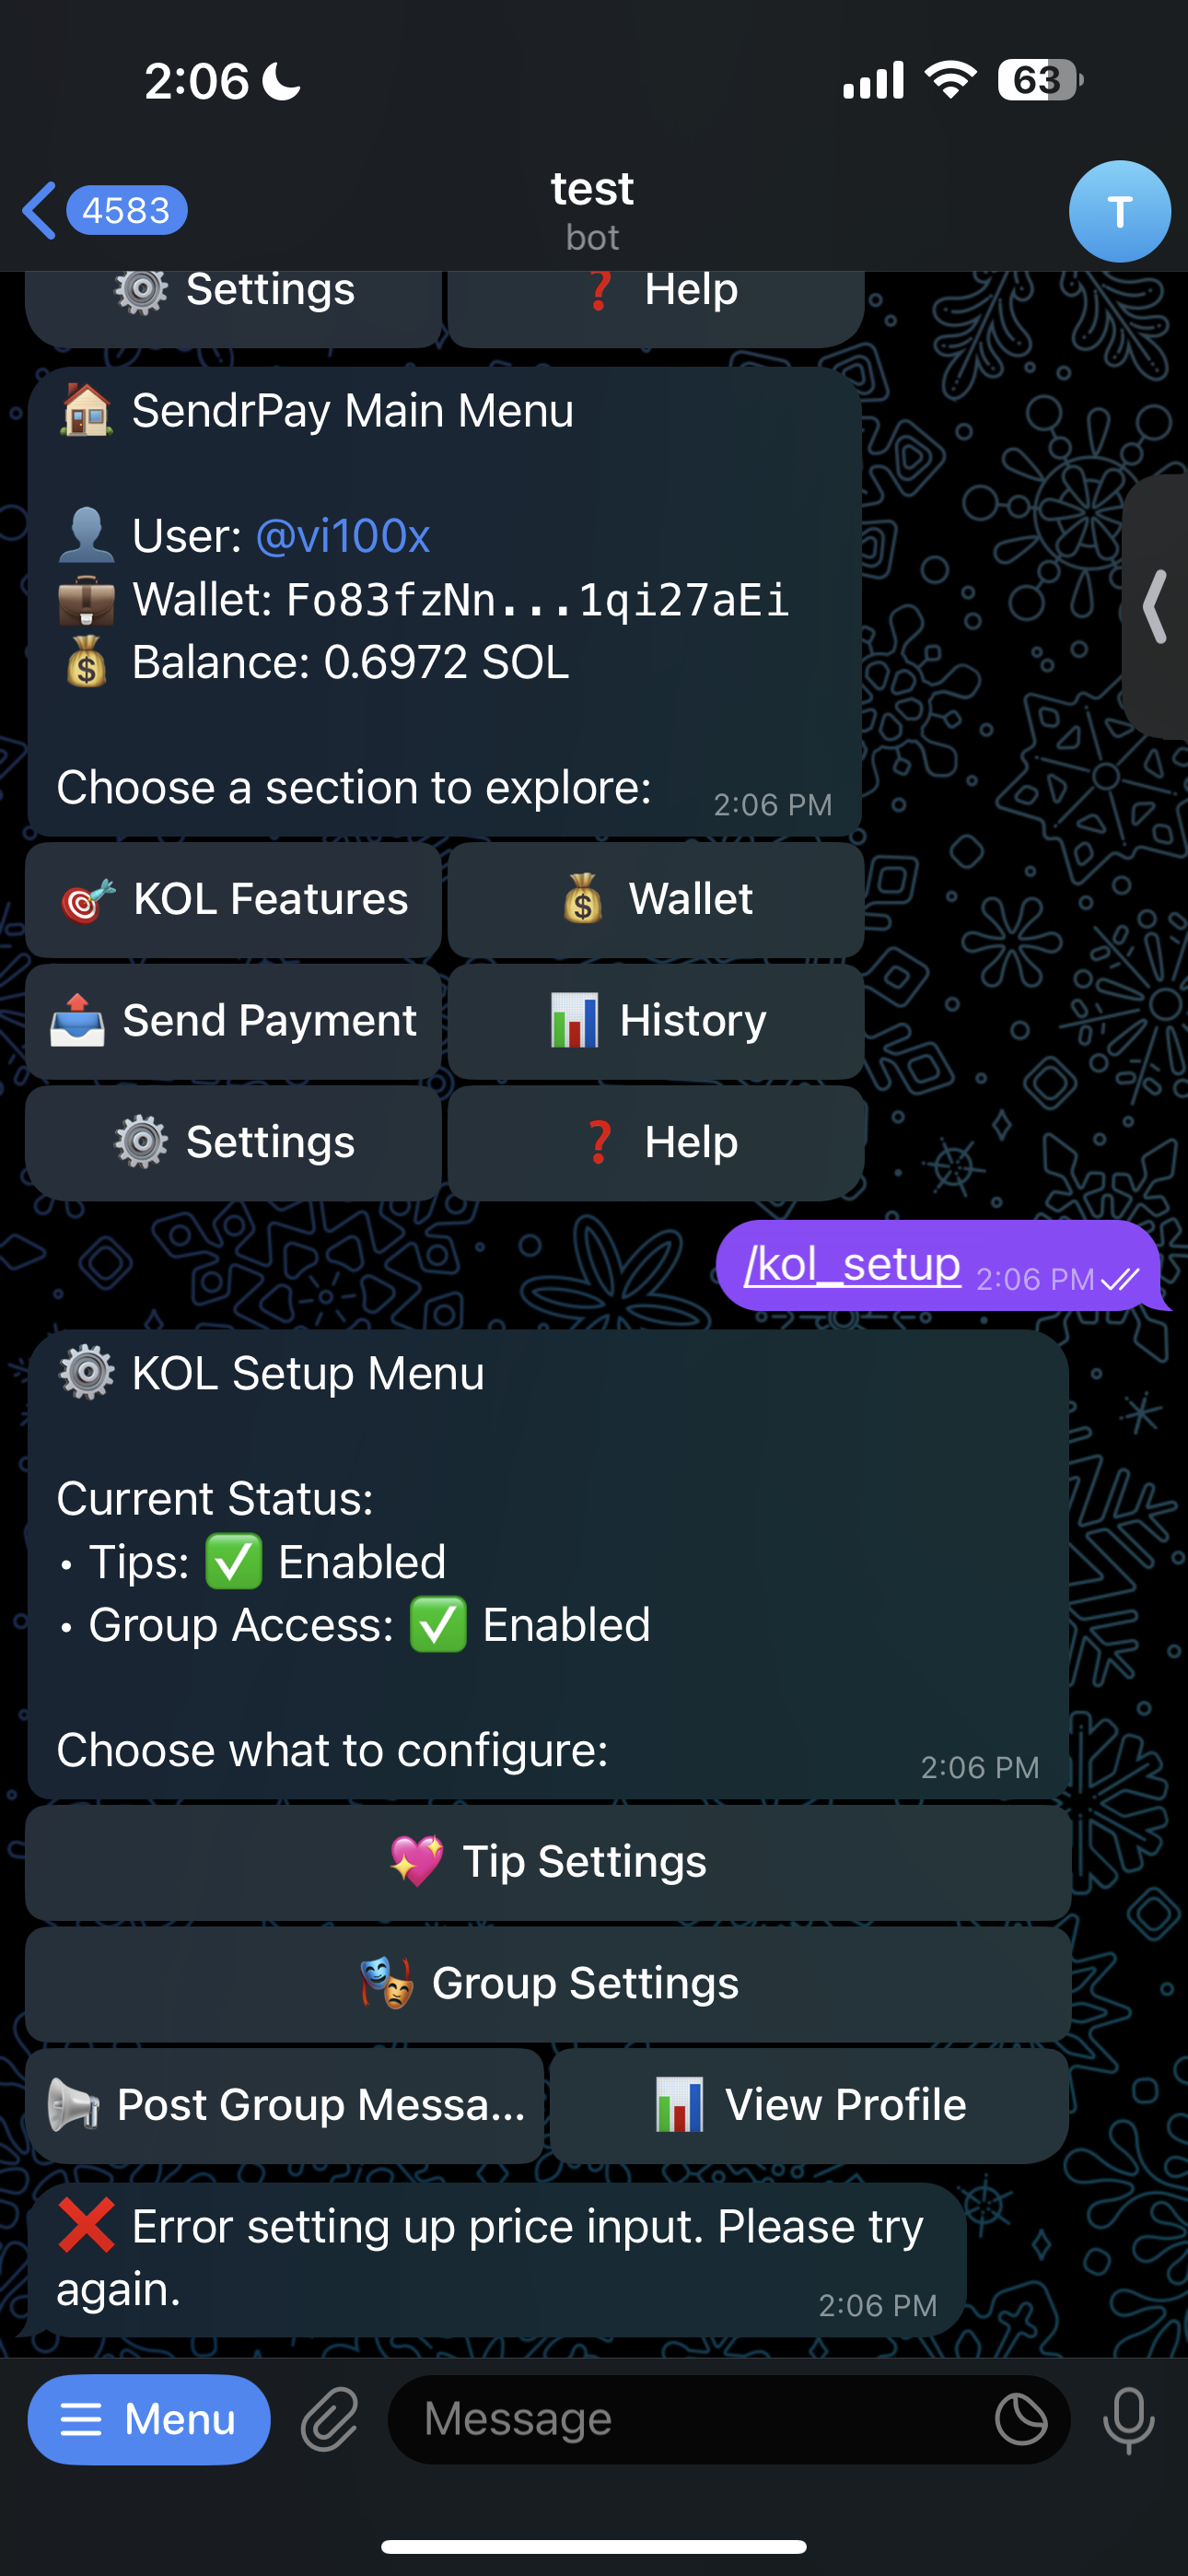 2:06
63
4583
test
bot
T
⚙️ Settings
❓ Help
🏠 SendrPay Main Menu
👤 User: @vi100x
💼 Wallet: Fo83fzNn...1qi27aEi
💰 Balance: 0.6972 SOL
Choose a section to explore:
2:06 PM
🎯 KOL Features
💰 Wallet
📤 Send Payment
📊 History
⚙️ Settings
❓ Help
/kol_setup 2:06 PM
⚙️ KOL Setup Menu
Current Status:
• Tips: ✅ Enabled
• Group Access: ✅ Enabled
Choose what to configure:
2:06 PM
💖 Tip Settings
🎭 Group Settings
📢 Post Group Messa...
📊 View Profile
❌ Error setting up price input. Please try
again.
2:06 PM
Menu
Message